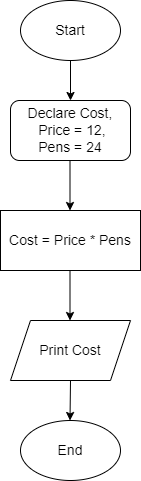 Start
Declare Cost,
Price = 12,
Pens = 24
Cost = Price * Pens
Print Cost
End